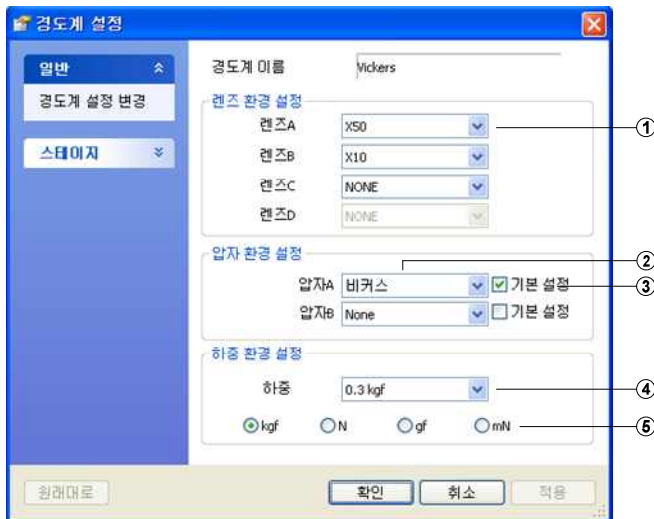 경도계 설정
일반
경도계 설정 변경
스테이지
경도계 이름 Vickers
렌즈 환경 설정
렌즈A X50 ①
렌즈B X10
렌즈C NONE
렌즈D NONE
압자 환경 설정 ②
압자A 비커스 기본 설정 ③
압자B None 기본 설정
하중 환경 설정
하중 0.3 kgf ④
kgf N gf mN ⑤
원래대로 확인 취소 적용